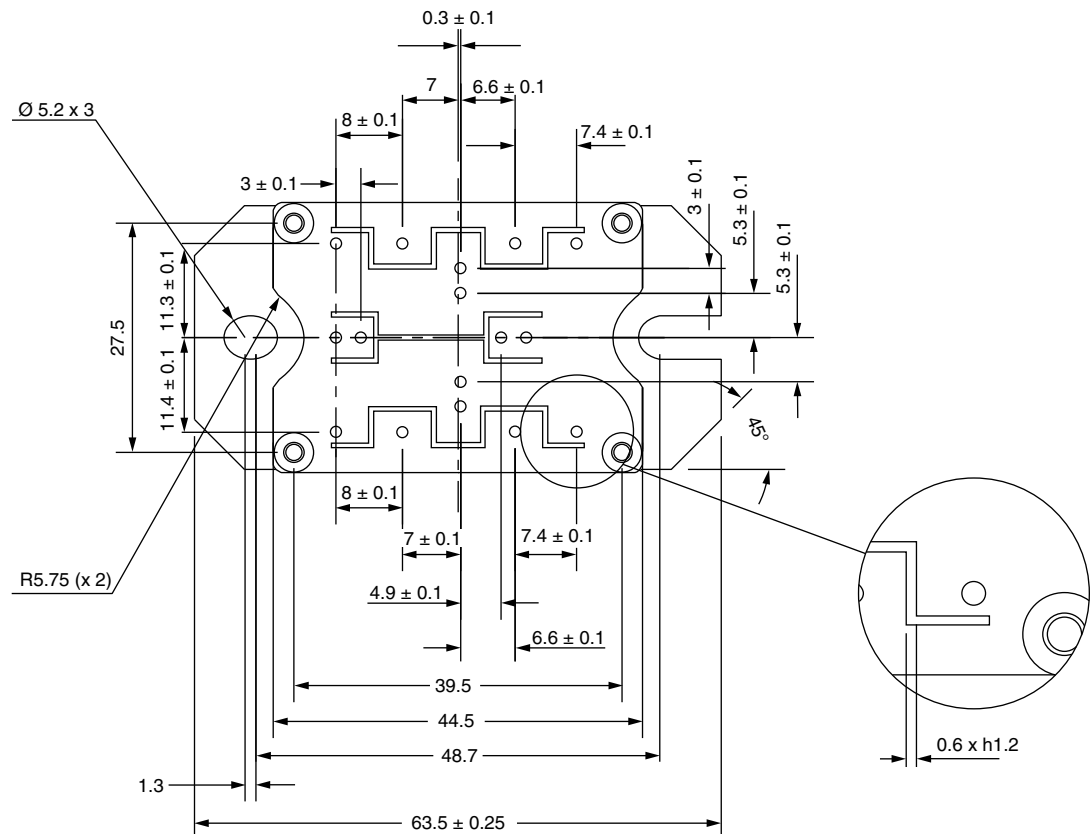 0.3 ± 0.1
7
6.6 ± 0.1
Ø 5.2 x 3
8 ± 0.1
7.4 ± 0.1
3 ± 0.1
3 ± 0.1
5.3 ± 0.1
5.3 ± 0.1
27.5
11.3 ± 0.1
11.4 ± 0.1
45°
8 ± 0.1
7 ± 0.1
7.4 ± 0.1
R5.75 (x 2)
4.9 ± 0.1
6.6 ± 0.1
39.5
44.5
48.7
0.6 x h1.2
1.3
63.5 ± 0.25